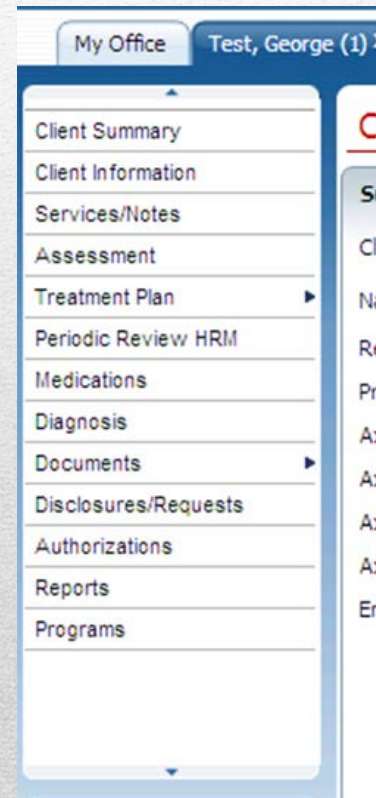 My Office Test, George (1)
Client Summary
Client Information
Services/Notes
Assessment
Treatment Plan
Periodic Review HRM
Medications
Diagnosis
Documents
Disclosures/Requests
Authorizations
Reports
Programs